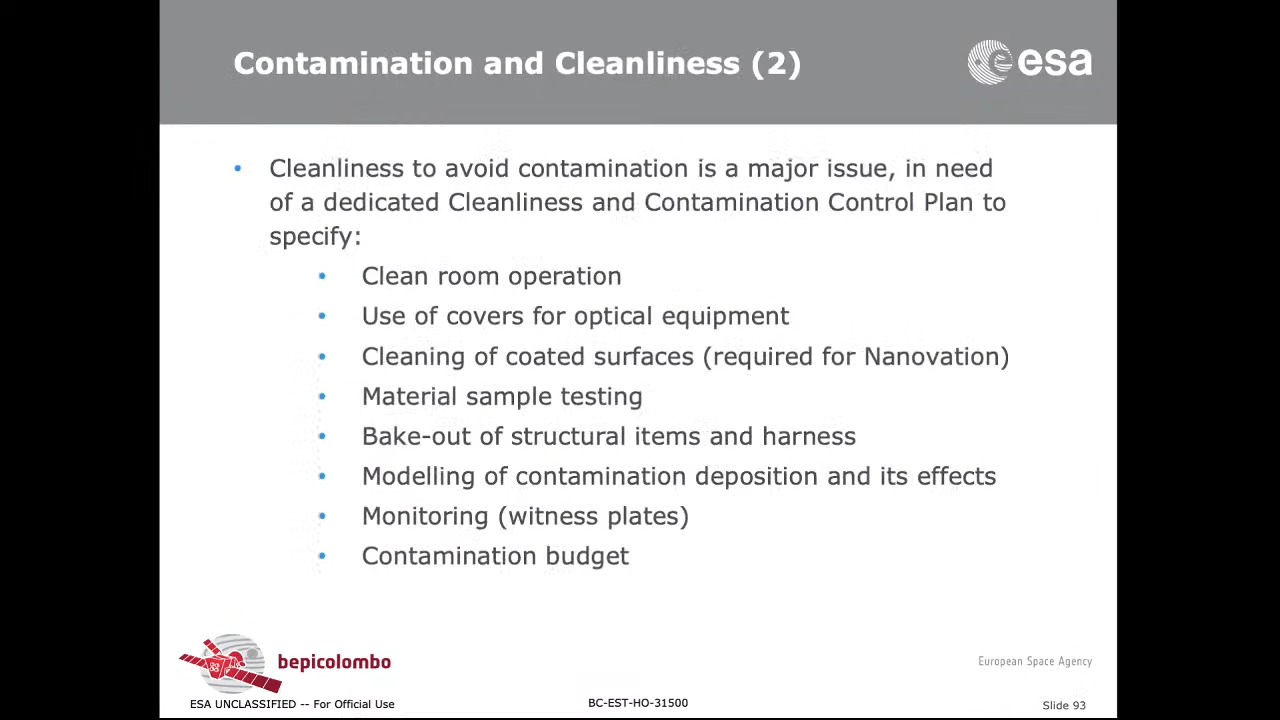 Contamination and Cleanliness (2)
esa
• Cleanliness to avoid contamination is a major issue, in need
of a dedicated Cleanliness and Contamination Control Plan to
specify:
• Clean room operation
• Use of covers for optical equipment
• Cleaning of coated surfaces (required for Nanovation)
• Material sample testing
• Bake-out of structural items and harness
• Modelling of contamination deposition and its effects
• Monitoring (witness plates)
• Contamination budget
bepicolombo
European Space Agency
ESA UNCLASSIFIED -- For Official Use
BC-EST-HO-31500
Slide 93